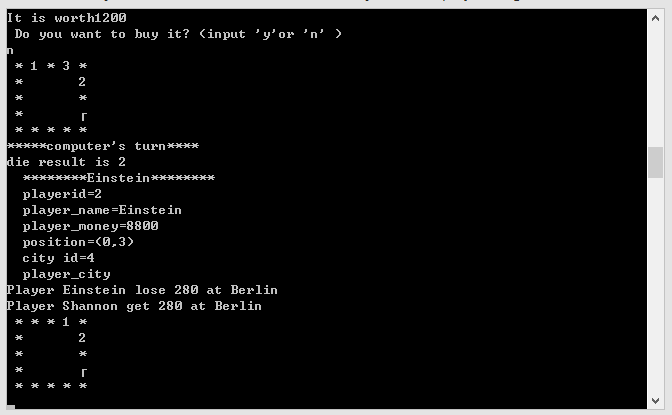 It is worth1200
 Do you want to buy it? (input 'y'or 'n' )
n
 * 1 * 3 *
 *       2
 *       *
 *       r
 * * * * *
*****computer's turn****
die result is 2
  ********Einstein********
  playerid=2
  player_name=Einstein
  player_money=8800
  position=(0,3)
  city id=4
  player_city
Player Einstein lose 280 at Berlin
Player Shannon get 280 at Berlin
 * * * 1 *
 *       2
 *       *
 *       r
 * * * * *